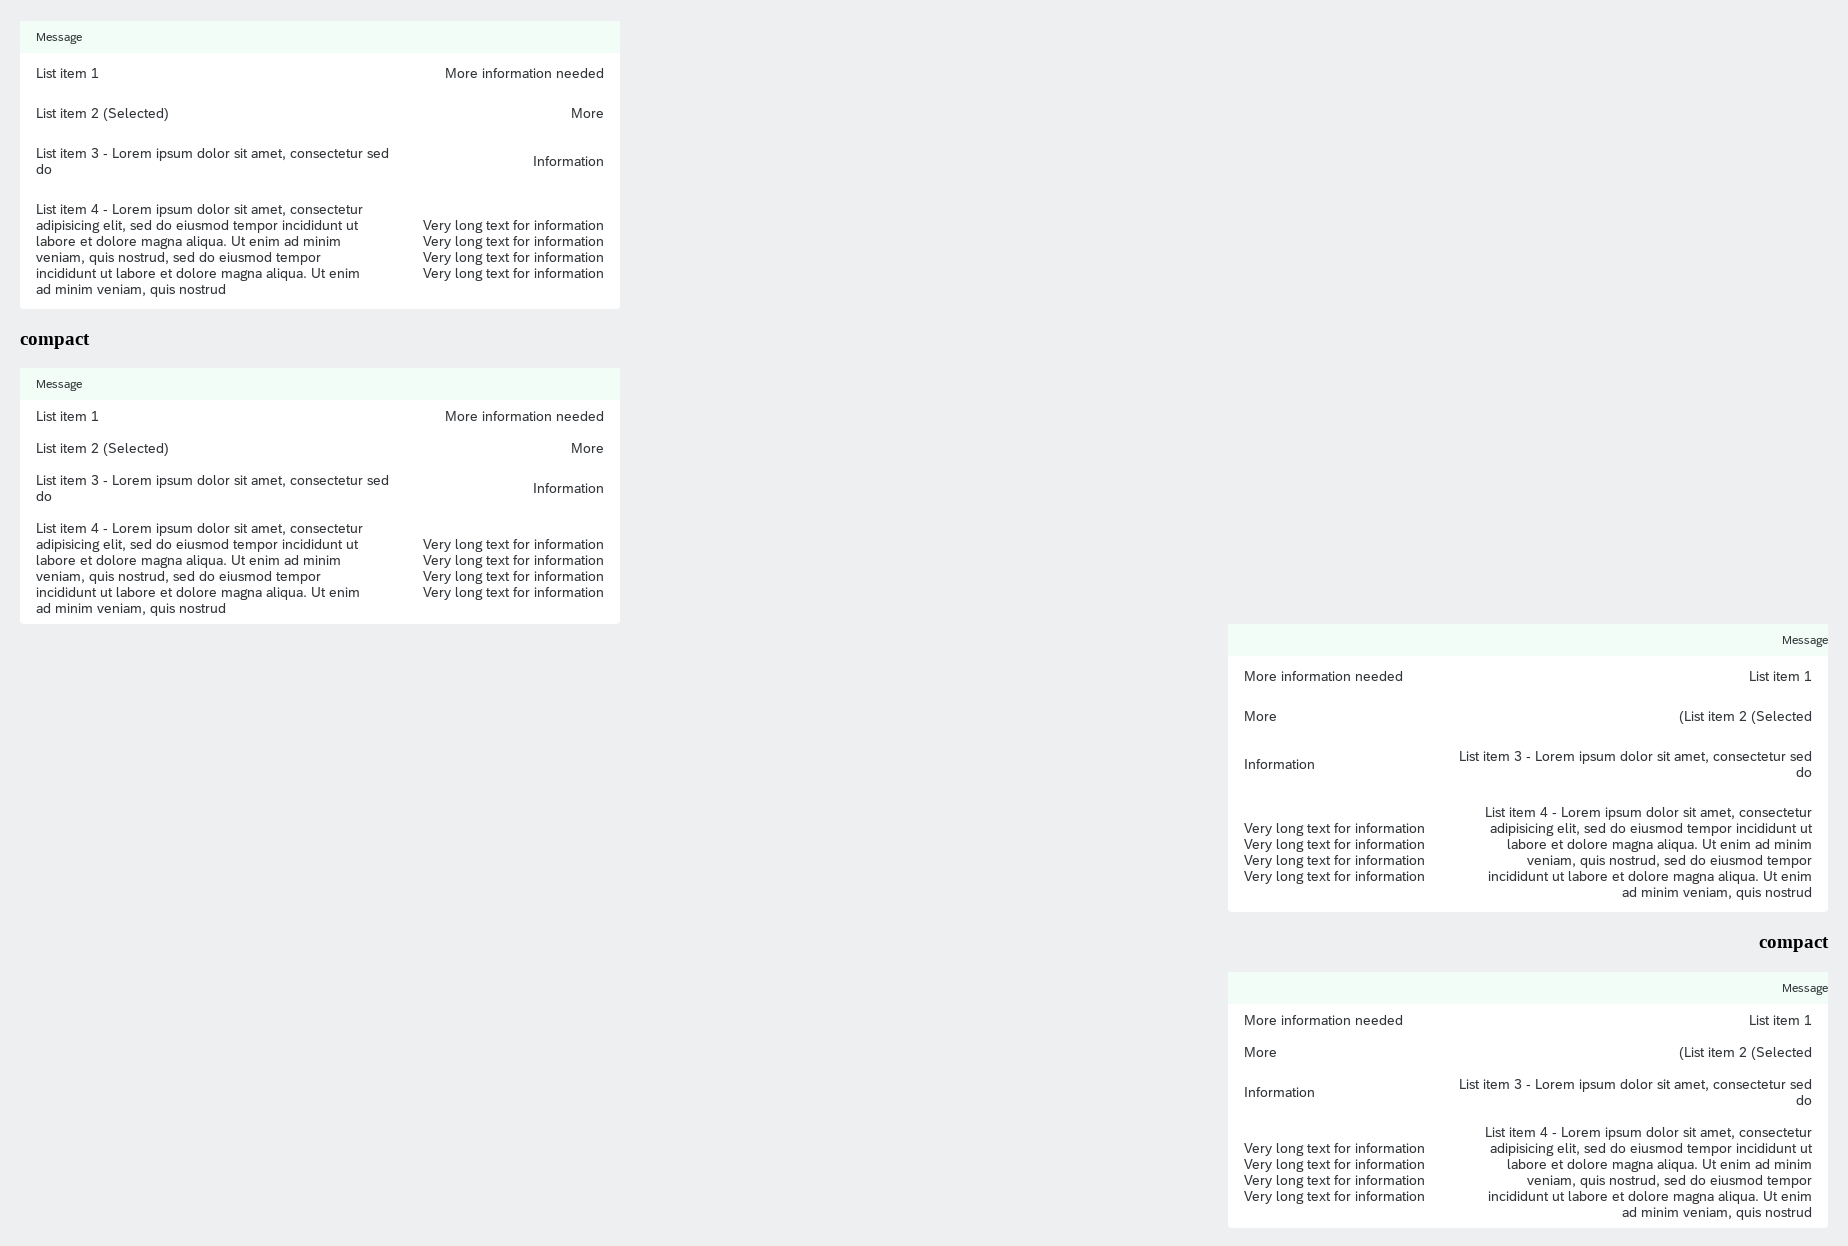 Message
List item 1
More information needed
List item 2 (Selected)
More
List item 3 - Lorem ipsum dolor sit amet, consectetur sed
do
Information
List item 4 - Lorem ipsum dolor sit amet, consectetur
adipisicing elit, sed do eiusmod tempor incididunt ut
labore et dolore magna aliqua. Ut enim ad minim
veniam, quis nostrud, sed do eiusmod tempor
incididunt ut labore et dolore magna aliqua. Ut enim
ad minim veniam, quis nostrud
Very long text for information
Very long text for information
Very long text for information
Very long text for information
compact
Message
List item 1
More information needed
List item 2 (Selected)
More
List item 3 - Lorem ipsum dolor sit amet, consectetur sed
do
Information
List item 4 - Lorem ipsum dolor sit amet, consectetur
adipisicing elit, sed do eiusmod tempor incididunt ut
labore et dolore magna aliqua. Ut enim ad minim
veniam, quis nostrud, sed do eiusmod tempor
incididunt ut labore et dolore magna aliqua. Ut enim
ad minim veniam, quis nostrud
Very long text for information
Very long text for information
Very long text for information
Very long text for information
Message
List item 1
More information needed
(List item 2 (Selected
More
List item 3 - Lorem ipsum dolor sit amet, consectetur sed
do
Information
List item 4 - Lorem ipsum dolor sit amet, consectetur
adipisicing elit, sed do eiusmod tempor incididunt ut
labore et dolore magna aliqua. Ut enim ad minim
veniam, quis nostrud, sed do eiusmod tempor
incididunt ut labore et dolore magna aliqua. Ut enim
ad minim veniam, quis nostrud
Very long text for information
Very long text for information
Very long text for information
Very long text for information
compact
Message
List item 1
More information needed
(List item 2 (Selected
More
List item 3 - Lorem ipsum dolor sit amet, consectetur sed
do
Information
List item 4 - Lorem ipsum dolor sit amet, consectetur
adipisicing elit, sed do eiusmod tempor incididunt ut
labore et dolore magna aliqua. Ut enim ad minim
veniam, quis nostrud, sed do eiusmod tempor
incididunt ut labore et dolore magna aliqua. Ut enim
ad minim veniam, quis nostrud
Very long text for information
Very long text for information
Very long text for information
Very long text for information